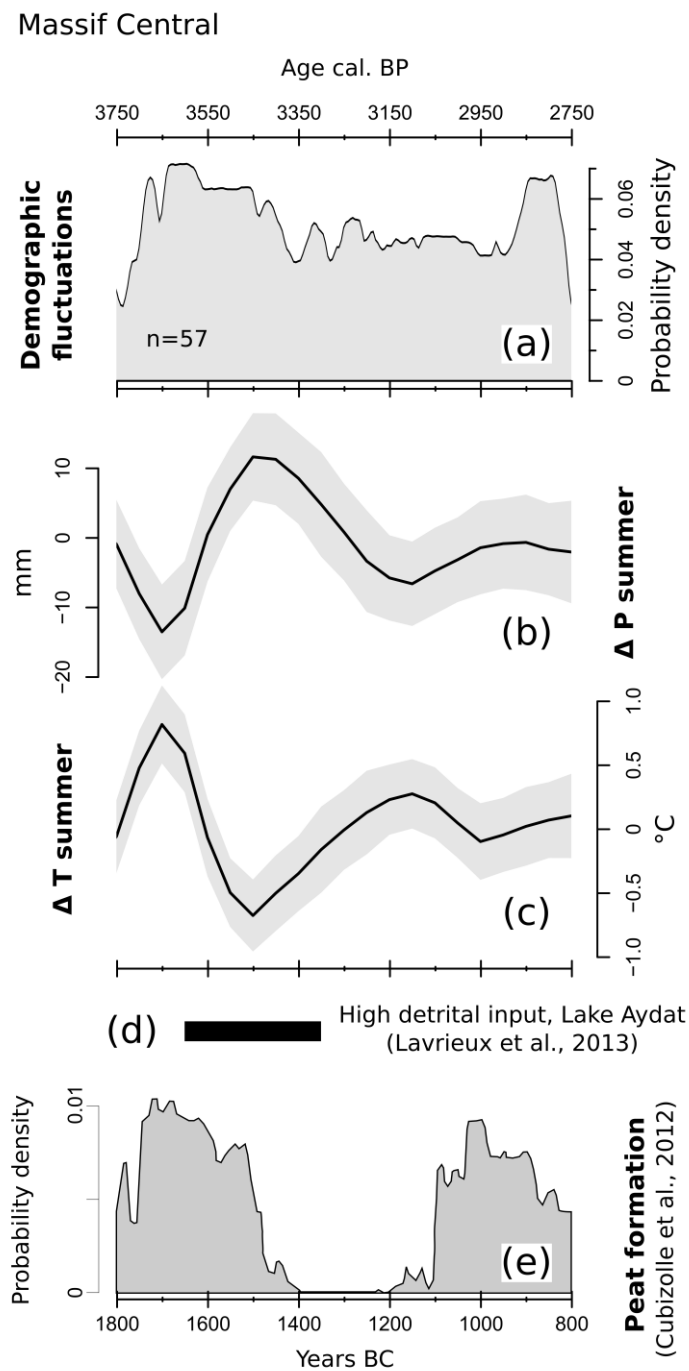 Massif Central
Age cal. BP
3750 3550 3350 3150 2950 2750
Demographic
fluctuations
n=57
(a)
0 0.02 0.04 0.06
Probability density
10
0
−10
−20
mm
(b)
Δ P summer
Δ T summer
(c)
1.0
0.5
0
−0.5
−1.0
°C
(d)
High detrital input, Lake Aydat
(Lavrieux et al., 2013)
Probability density
0.01
0
(e)
Peat formation
(Cubizolle et al., 2012)
1800 1600 1400 1200 1000 800
Years BC